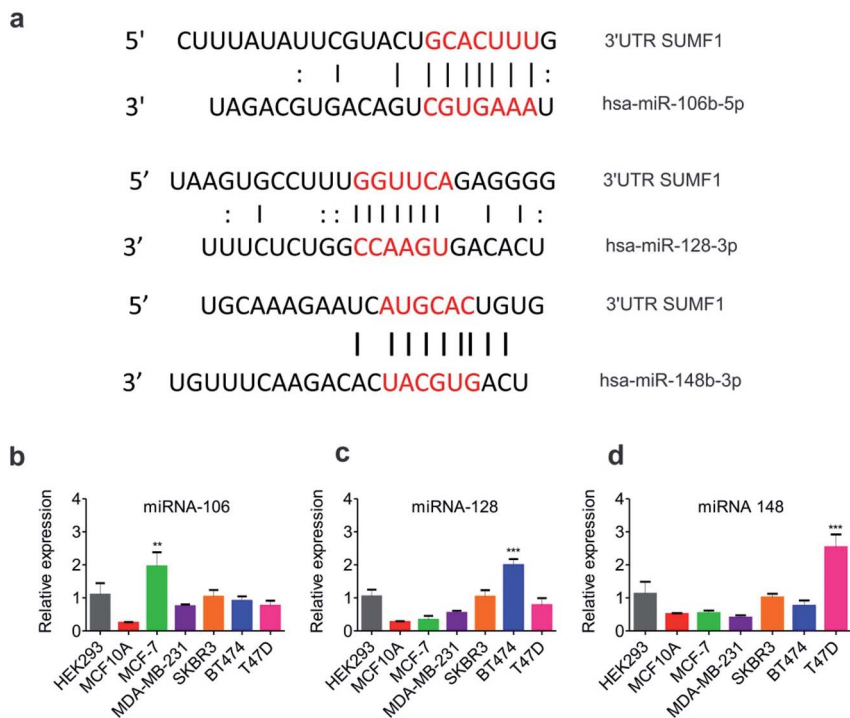 a
5' CUUUAUAUUCGUACUGCACUUUG 3'UTR SUMF1
3' UAGACGUGACAGUCGUGAAAU hsa-miR-106b-5p
5’ UAAGUGCCUUUGGUUCAGAGGGG 3'UTR SUMF1
3’ UUUCUCUGGCCAAGUGACACU hsa-miR-128-3p
5’ UGCAAAGAAUCAUGCACUGUG 3'UTR SUMF1
3’ UGUUUCAAGACACUACGUGACU hsa-miR-148b-3p
b
miRNA-106
Relative expression
4
3
2
1
0
**
HEK293
MCF10A
MCF-7
MDA-MB-231
SKBR3
BT474
T47D
c
miRNA-128
Relative expression
4
3
2
1
0
***
HEK293
MCF10A
MCF-7
MDA-MB-231
SKBR3
BT474
T47D
d
miRNA 148
Relative expression
4
3
2
1
0
***
HEK293
MCF10A
MCF-7
MDA-MB-231
SKBR3
BT474
T47D